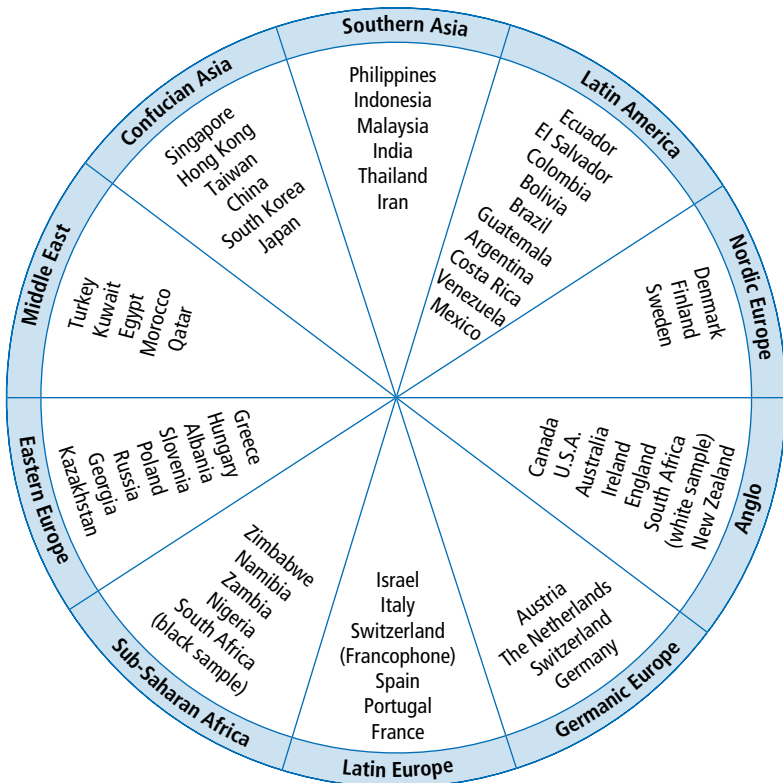 Southern Asia
Philippines
Indonesia
Malaysia
India
Thailand
Iran
Latin America
Ecuador
El Salvador
Colombia
Bolivia
Brazil
Guatemala
Argentina
Costa Rica
Venezuela
Mexico
Nordic Europe
Denmark
Finland
Sweden
Anglo
Canada
U.S.A.
Australia
Ireland
England
South Africa
(white sample)
New Zealand
Germanic Europe
Austria
The Netherlands
Switzerland
Germany
Latin Europe
Israel
Italy
Switzerland
(Francophone)
Spain
Portugal
France
Sub-Saharan Africa
Zimbabwe
Namibia
Zambia
Nigeria
South Africa
(black sample)
Eastern Europe
Greece
Hungary
Albania
Slovenia
Poland
Russia
Georgia
Kazakhstan
Middle East
Turkey
Kuwait
Egypt
Morocco
Qatar
Confucian Asia
Singapore
Hong Kong
Taiwan
China
South Korea
Japan